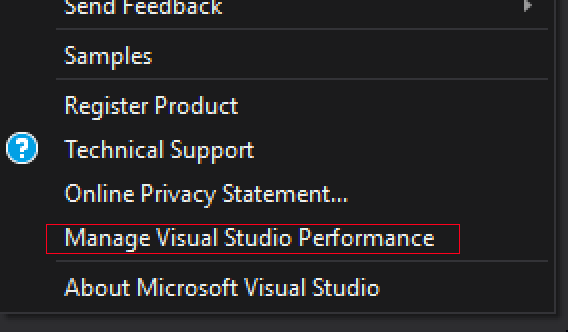 Send Feedback
Samples
Register Product
Technical Support
Online Privacy Statement...
Manage Visual Studio Performance
About Microsoft Visual Studio